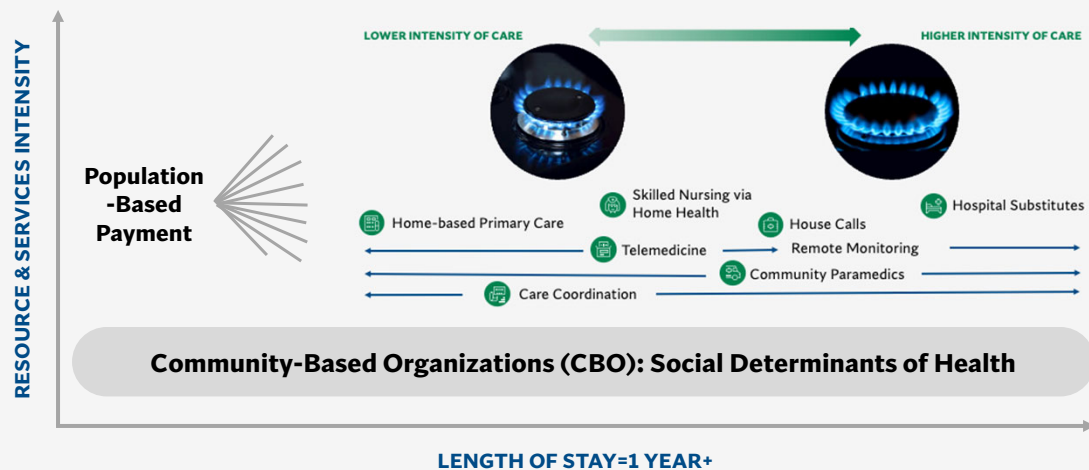 RESOURCE & SERVICES INTENSITY
LOWER INTENSITY OF CARE
HIGHER INTENSITY OF CARE
Population
-Based
Payment
Skilled Nursing via
Home Health
Hospital Substitutes
Home-based Primary Care
House Calls
Telemedicine
Remote Monitoring
Community Paramedics
Care Coordination
Community-Based Organizations (CBO): Social Determinants of Health
LENGTH OF STAY=1 YEAR+